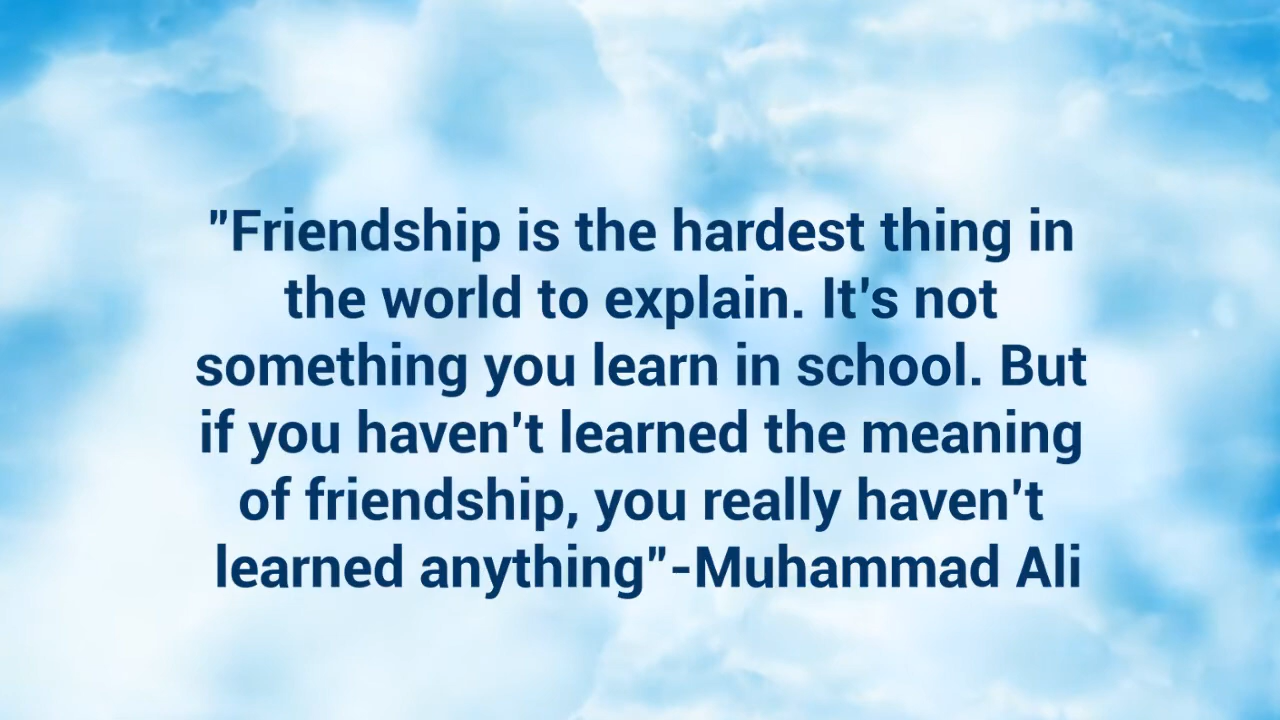 "Friendship is the hardest thing in
the world to explain. It's not
something you learn in school. But
if you haven't learned the meaning
of friendship, you really haven't
learned anything"-Muhammad Ali